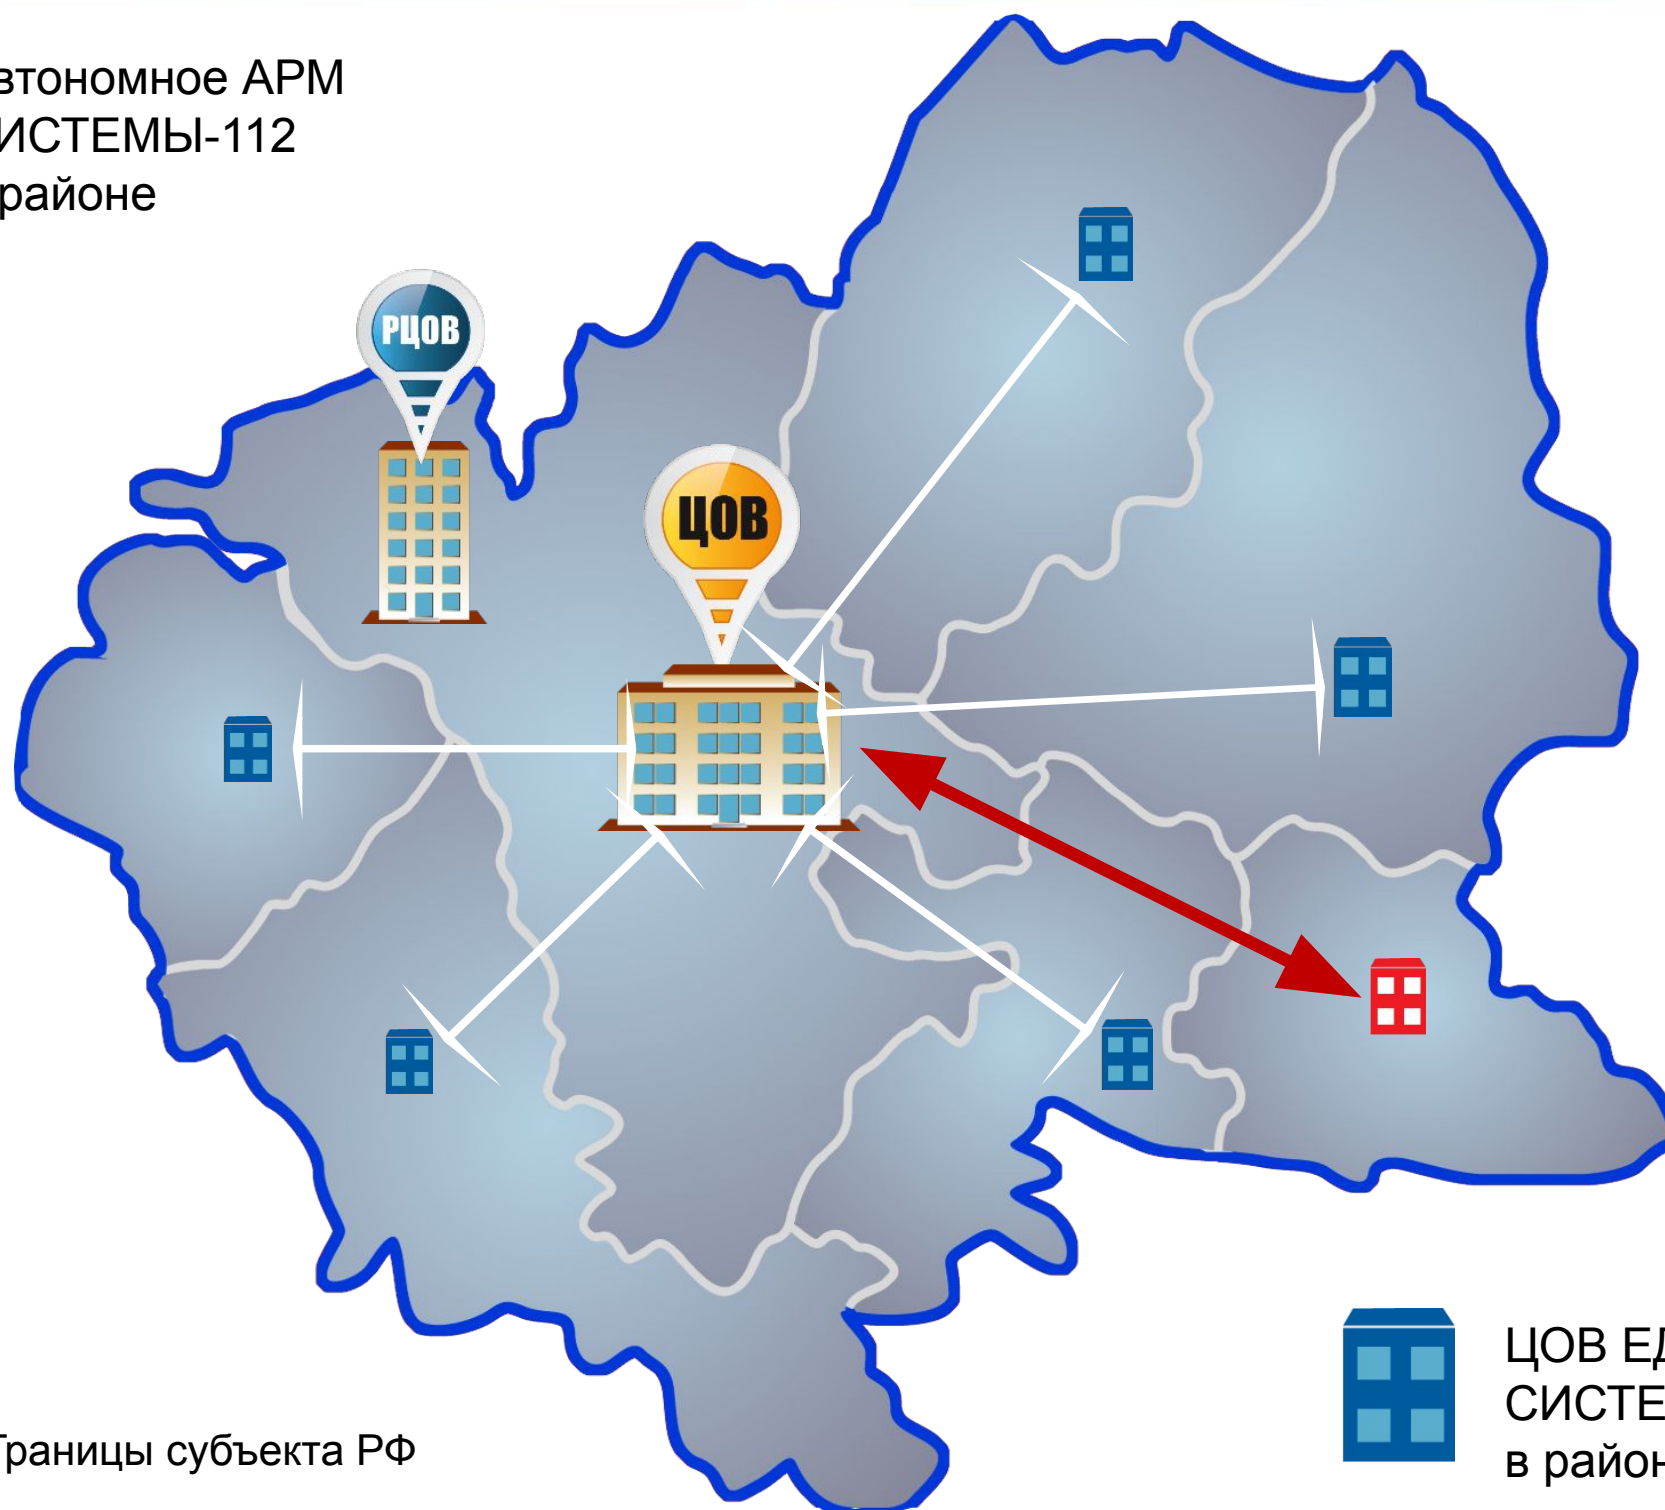 втономное АРМ
ИСТЕМЫ-112
районе
РЦОВ
ЦОВ
ЦОВ ЕД
СИСТЕ
в район
Границы субъекта РФ